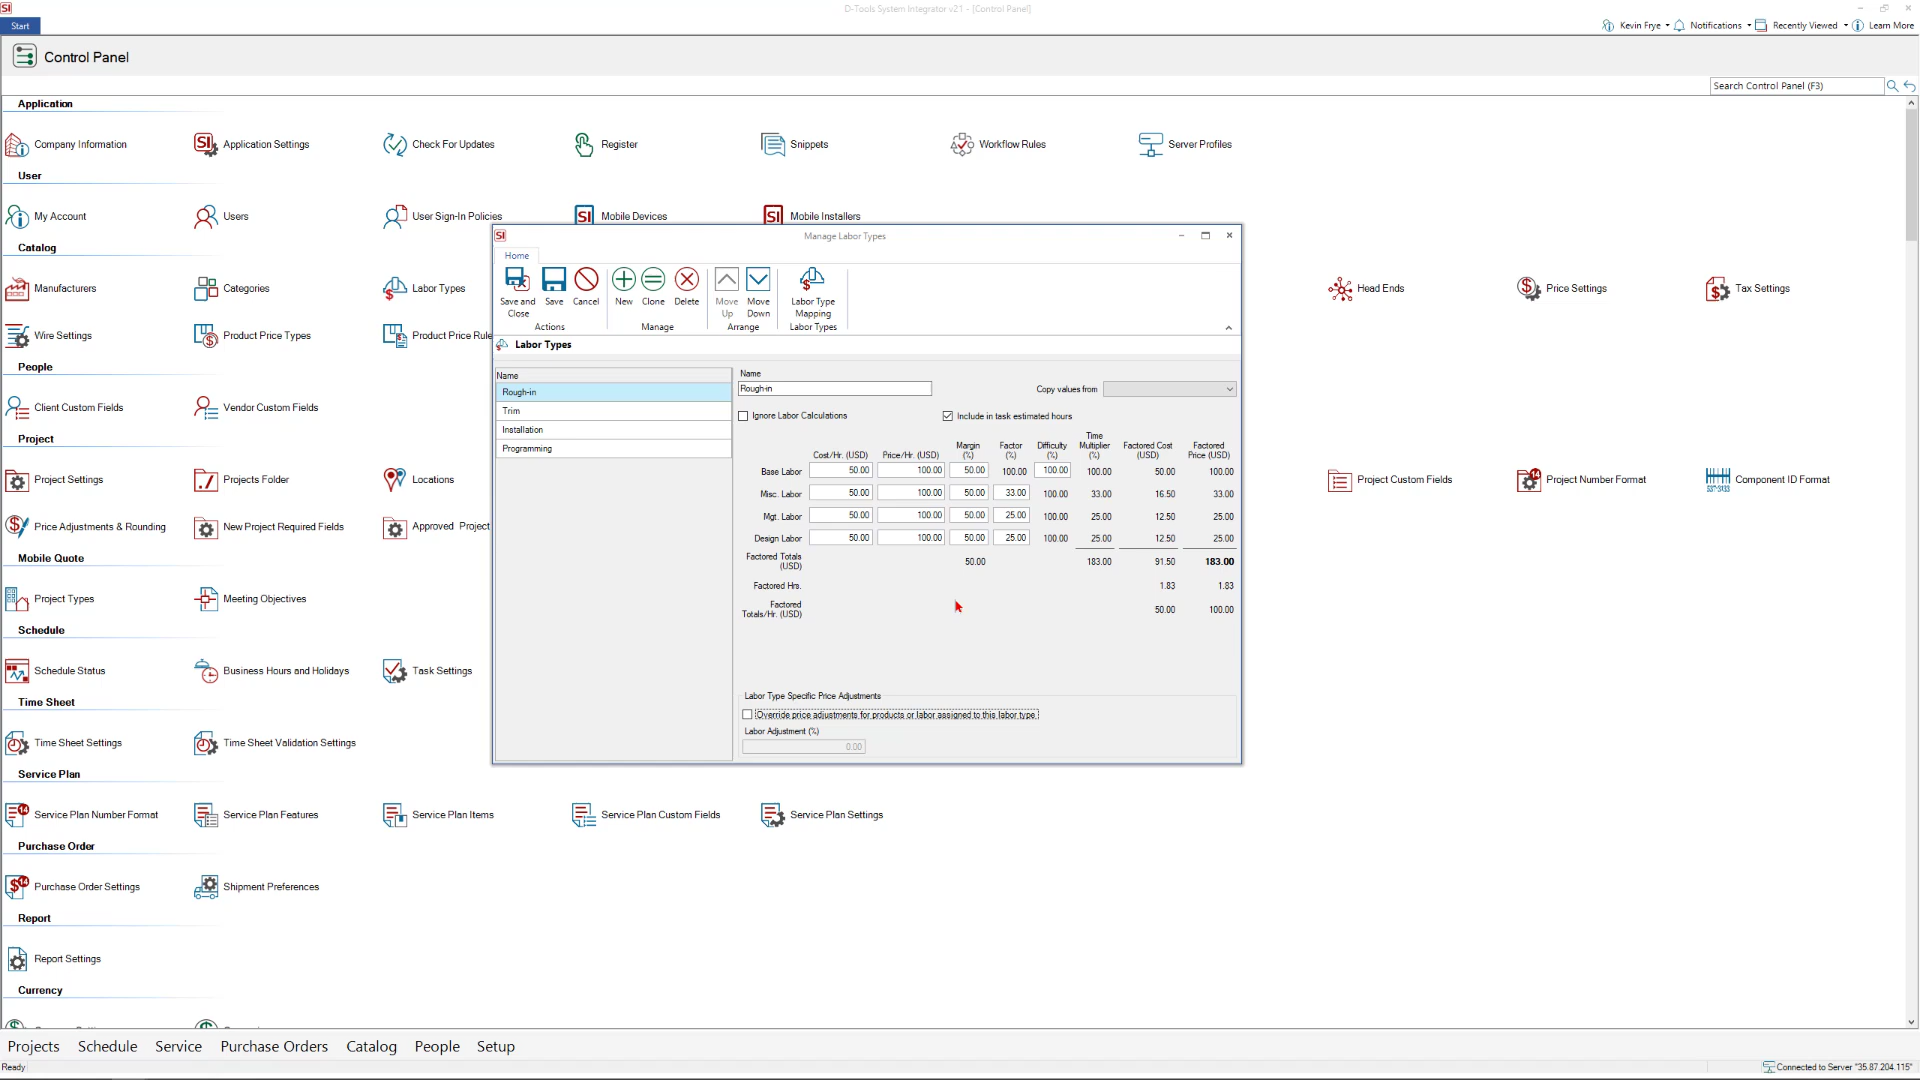 D-Tools System Integrator v21 - [Control Panel]
Start
Kevin Frye
Notifications
Recently Viewed
Learn More
Control Panel
Search Control Panel (F3)
Application
Company Information
Application Settings
Check For Updates
Register
Snippets
Workflow Rules
Server Profiles
User
My Account
Users
User Sign-In Policies
Mobile Devices
Mobile Installers
Catalog
Manufacturers
Categories
Labor Types
Head Ends
Price Settings
Tax Settings
Wire Settings
Product Price Types
Product Price Rule
People
Client Custom Fields
Vendor Custom Fields
Project
Project Settings
Projects Folder
Locations
Project Custom Fields
Project Number Format
Component ID Format
Price Adjustments & Rounding
New Project Required Fields
Approved Project
Mobile Quote
Project Types
Meeting Objectives
Schedule
Schedule Status
Business Hours and Holidays
Task Settings
Time Sheet
Time Sheet Settings
Time Sheet Validation Settings
Service Plan
Service Plan Number Format
Service Plan Features
Service Plan Items
Service Plan Custom Fields
Service Plan Settings
Purchase Order
Purchase Order Settings
Shipment Preferences
Report
Report Settings
Currency
Manage Labor Types
Home
Save and Close
Save
Cancel
New
Clone
Delete
Move Up
Move Down
Labor Type Mapping
Actions
Manage
Arrange
Labor Types
Labor Types
Name
Rough-in
Trim
Installation
Programming
Name
Rough-in
Copy values from
Ignore Labor Calculations
Include in task estimated hours
Cost/Hr. (USD) Price/Hr. (USD) Margin (%) Factor (%) Difficulty (%) Time Multiplier (%) Factored Cost (USD) Factored Price (USD)
Base Labor 50.00 100.00 50.00 100.00 100.00 100.00 50.00 100.00
Misc. Labor 50.00 100.00 50.00 33.00 100.00 33.00 16.50 33.00
Mgt. Labor 50.00 100.00 50.00 25.00 100.00 25.00 12.50 25.00
Design Labor 50.00 100.00 50.00 25.00 100.00 25.00 12.50 25.00
Factored Totals (USD) 50.00 183.00 91.50 183.00
Factored Hrs. 1.83 1.83
Factored Totals/Hr. (USD) 50.00 100.00
Labor Type Specific Price Adjustments
Override price adjustments for products or labor assigned to this labor type.
Labor Adjustment (%)
0.00
Projects
Schedule
Service
Purchase Orders
Catalog
People
Setup
Ready
Connected to Server "35.87.204.115"